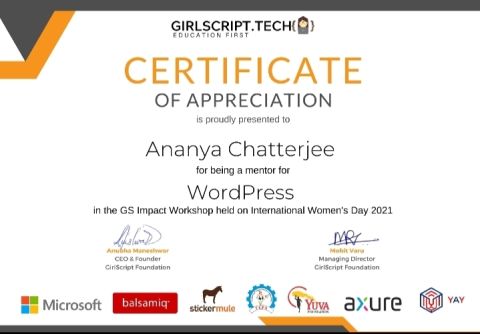 GIRLSCRIPT.TECH
EDUCATION FIRST
CERTIFICATE
OF APPRECIATION
is proudly presented to
Ananya Chatterjee
for being a mentor for
WordPress
in the GS Impact Workshop held on International Women's Day 2021
Anubha Maneshwar
CEO & Founder
GirlScript Foundation
Mohit Varu
Managing Director
GirlScript Foundation
Microsoft
balsamiq
stickermule
YUVA
axure
YAY